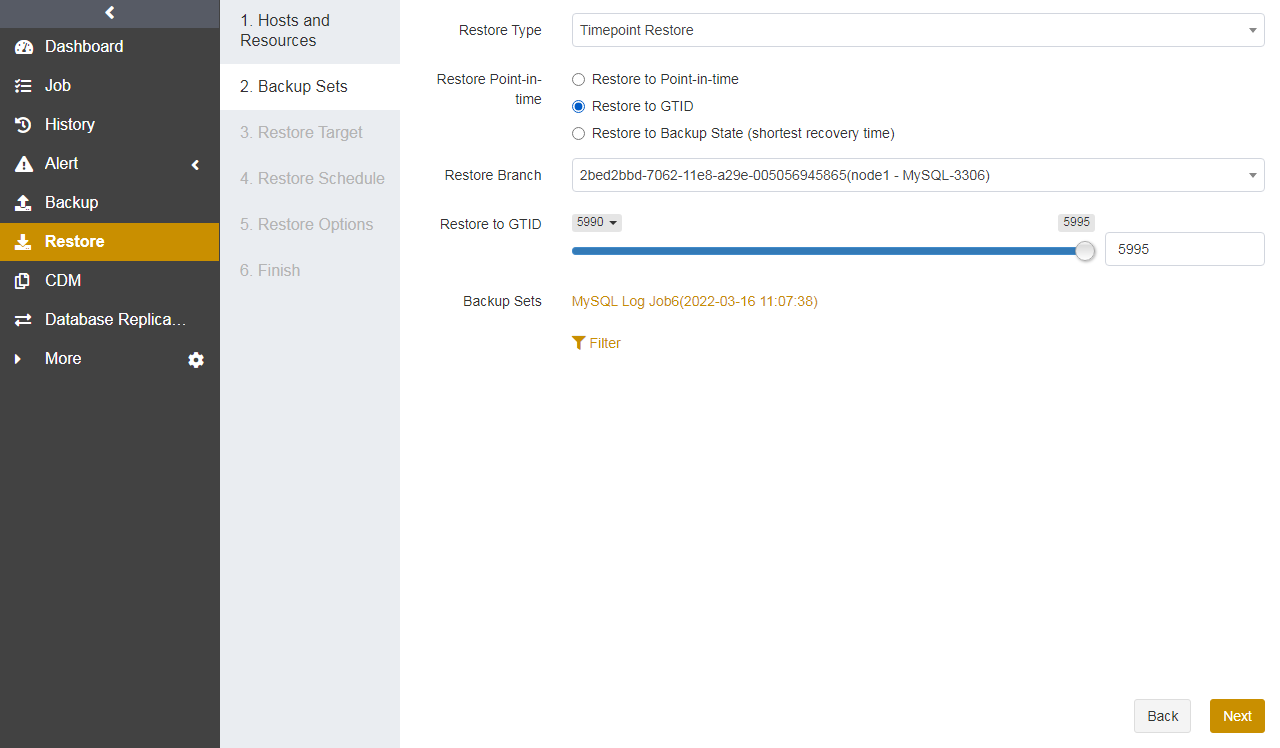 Dashboard
Job
History
Alert
Backup
Restore
CDM
Database Replica…
More
1. Hosts and
Resources
2. Backup Sets
3. Restore Target
4. Restore Schedule
5. Restore Options
6. Finish
Restore Type
Timepoint Restore
Restore Point-in-
time
Restore to Point-in-time
Restore to GTID
Restore to Backup State (shortest recovery time)
Restore Branch
2bed2bbd-7062-11e8-a29e-005056945865(node1 - MySQL-3306)
Restore to GTID
5990
5995
5995
Backup Sets
MySQL Log Job6(2022-03-16 11:07:38)
Filter
Back
Next